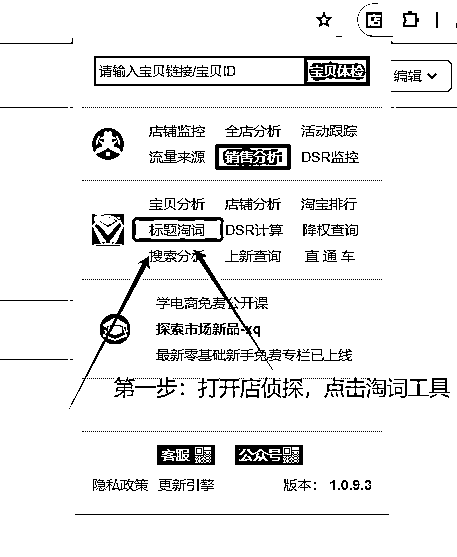 请输入宝贝链接/宝贝ID 宝贝体检
编辑
店铺监控 全店分析 活动跟踪
流量来源 销售分析 DSR监控
宝贝分析 店铺分析 淘宝排行
标题淘词 DSR计算 降权查询
搜索分析 上新查询 直通车
学电商免费公开课
探索市场新品-xq
最新零基础新手免费专栏已上线
第一步：打开店侦探，点击淘词工具
客服 公众号
隐私政策 更新引擎 版本： 1.0.9.3